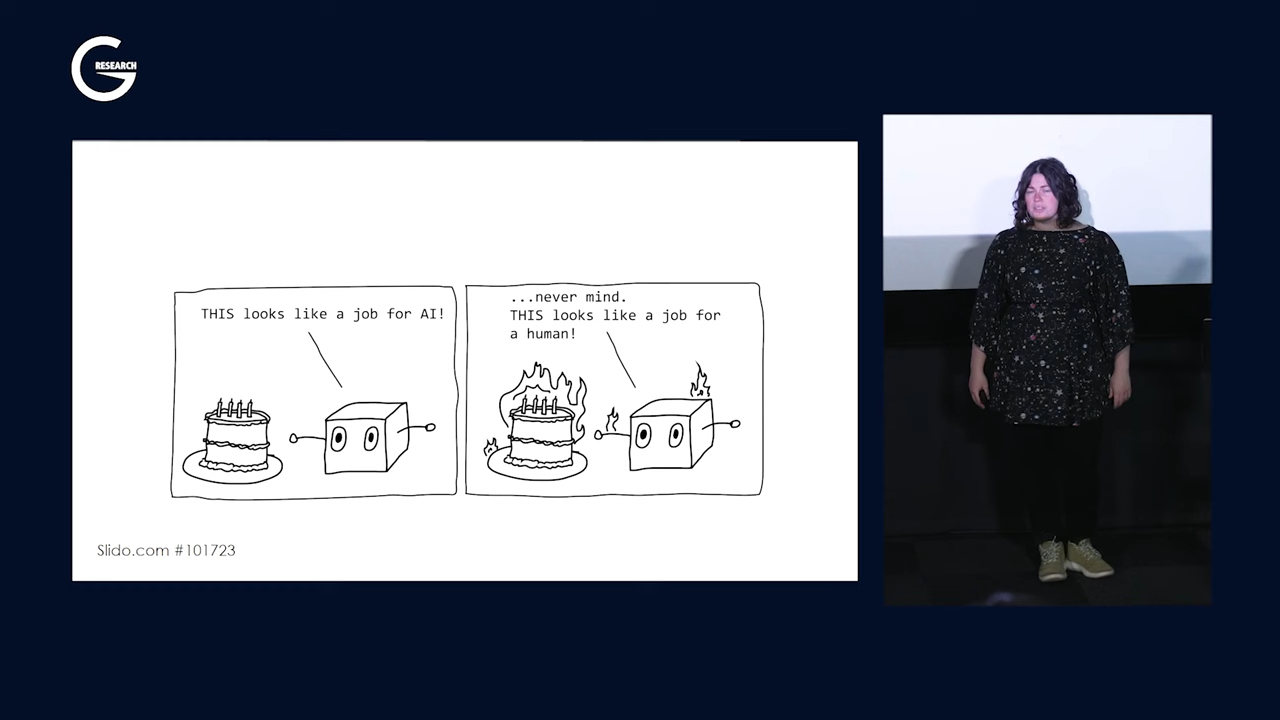 G
RESEARCH
THIS looks like a job for AI!
...never mind.
THIS looks like a job for
a human!
Slido.com #101723